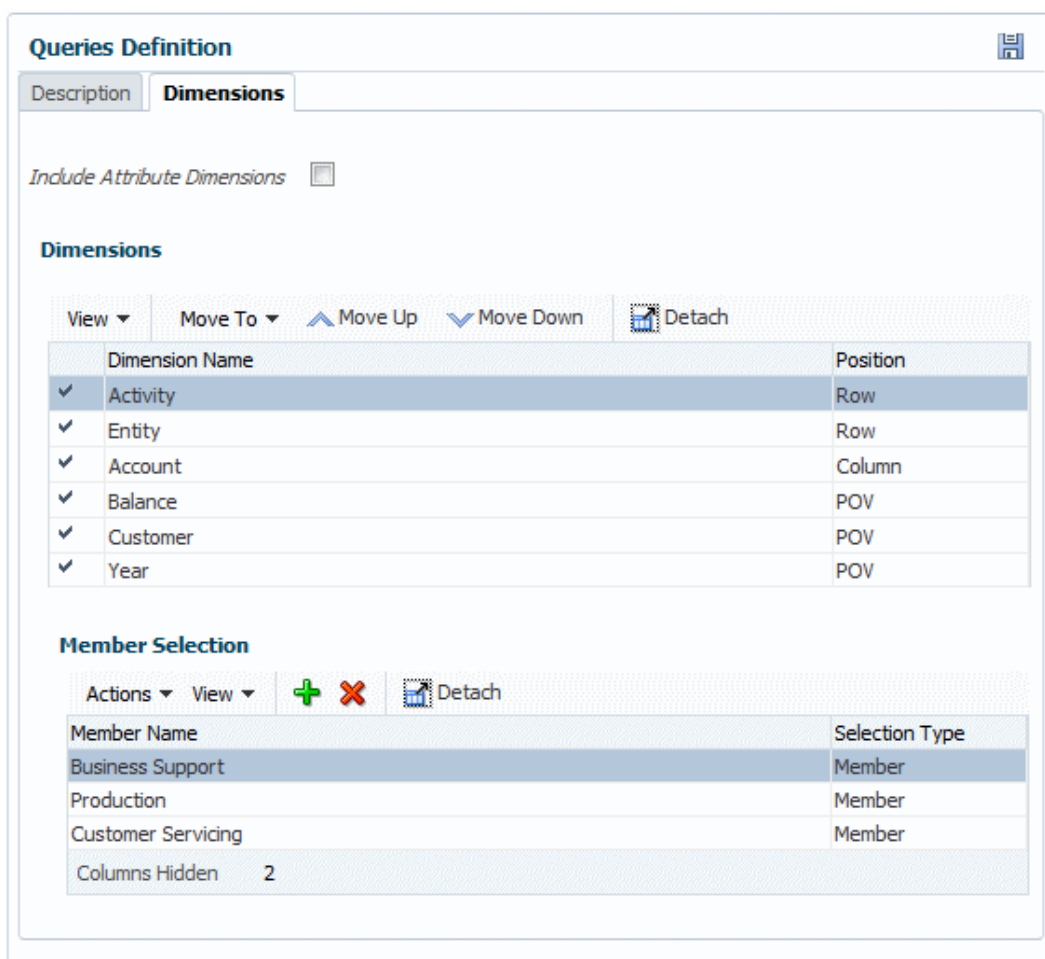 Queries Definition
Description Dimensions
Include Attribute Dimensions
Dimensions
View Move To Move Up Move Down Detach
Dimension Name Position
Activity Row
Entity Row
Account Column
Balance POV
Customer POV
Year POV
Member Selection
Actions View Detach
Member Name Selection Type
Business Support Member
Production Member
Customer Servicing Member
Columns Hidden 2